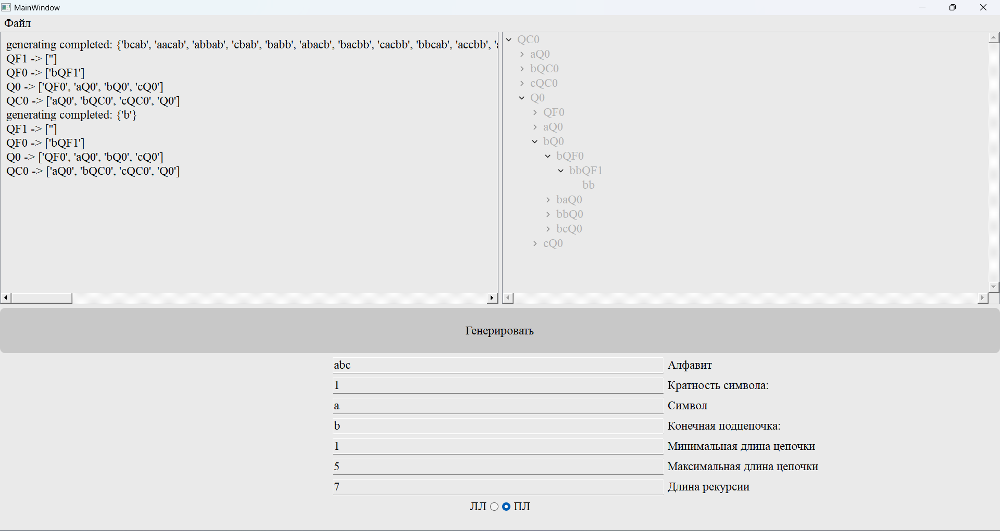 MainWindow
Файл
generating completed: {'bcab', 'aacab', 'abbab', 'cbab', 'babb', 'abacb', 'bacbb', 'cacbb', 'bbcab', 'accbb',
QF1 -> ['']
QF0 -> ['bQF1']
Q0 -> ['QF0', 'aQ0', 'bQ0', 'cQ0']
QC0 -> ['aQ0', 'bQC0', 'cQC0', 'Q0']
generating completed: {'b'}
QF1 -> ['']
QF0 -> ['bQF1']
Q0 -> ['QF0', 'aQ0', 'bQ0', 'cQ0']
QC0 -> ['aQ0', 'bQC0', 'cQC0', 'Q0']
QC0
aQ0
bQC0
cQC0
Q0
QF0
aQ0
bQ0
bQF0
bbQF1
bb
baQ0
bbQ0
bcQ0
cQ0
Генерировать
abc Алфавит
1 Кратность символа:
a Символ
b Конечная подцепочка:
1 Минимальная длина цепочки
5 Максимальная длина цепочки
7 Длина рекурсии
ЛЛ ПЛ